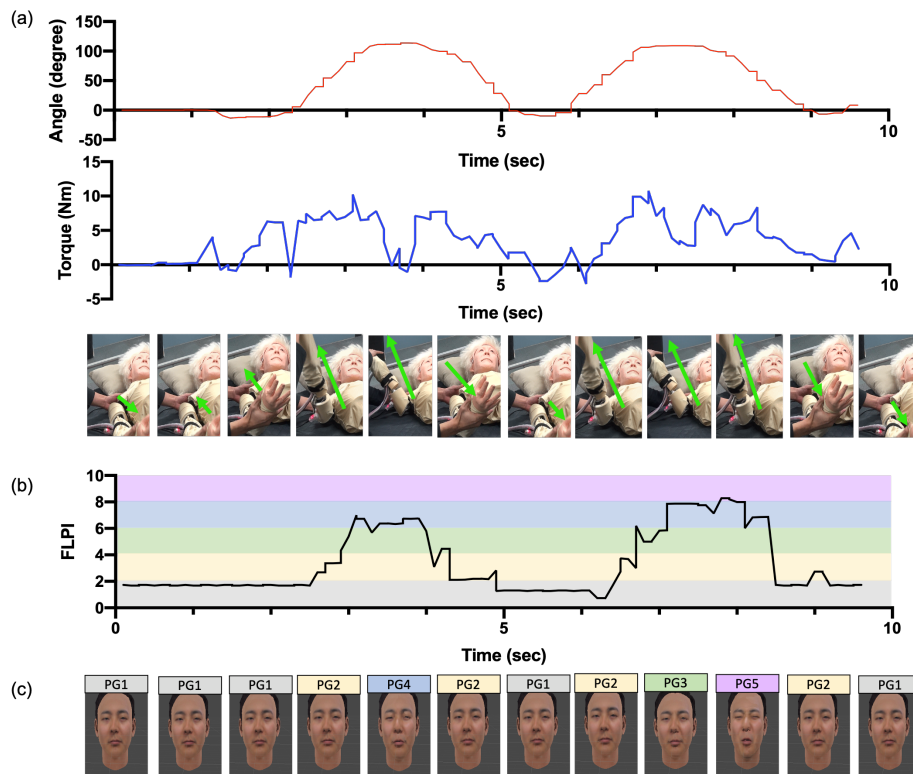 (a)
150
100
50
0
-50
Angle (degree)
5
10
Time (sec)
15
10
5
0
-5
Torque (Nm)
5
10
Time (sec)
(b)
10
8
6
4
2
0
FLPI
0
5
10
Time (sec)
(c)
PG1 PG1 PG1 PG2 PG4 PG2 PG1 PG2 PG3 PG5 PG2 PG1